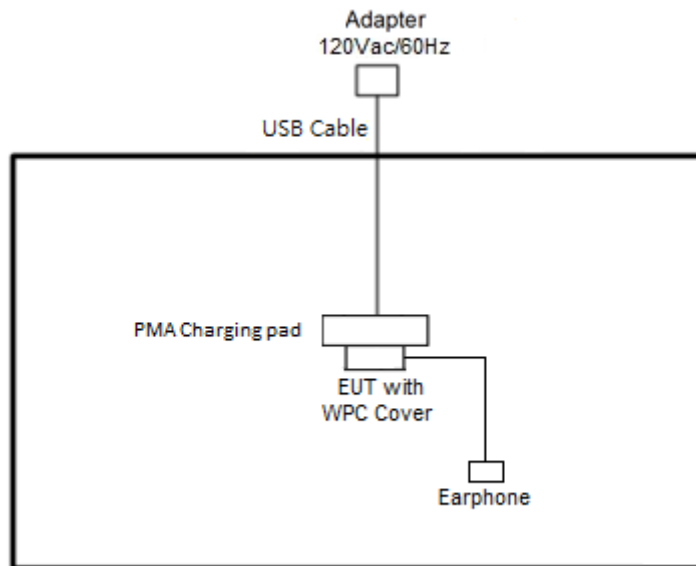 Adapter
120Vac/60Hz
USB Cable
PMA Charging pad
EUT with
WPC Cover
Earphone